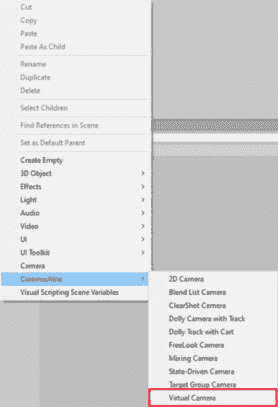 Cut
Copy
Paste
Paste As Child
Rename
Duplicate
Delete
Select Children
Find References in Scene
Set as Default Parent
Create Empty
3D Object
Effects
Light
Audio
Video
UI
UI Toolkit
Camera
Cinemachine
Visual Scripting Scene Variables
2D Camera
Blend List Camera
ClearShot Camera
Dolly Camera with Track
Dolly Track with Cart
FreeLook Camera
Mixing Camera
State-Driven Camera
Target Group Camera
Virtual Camera